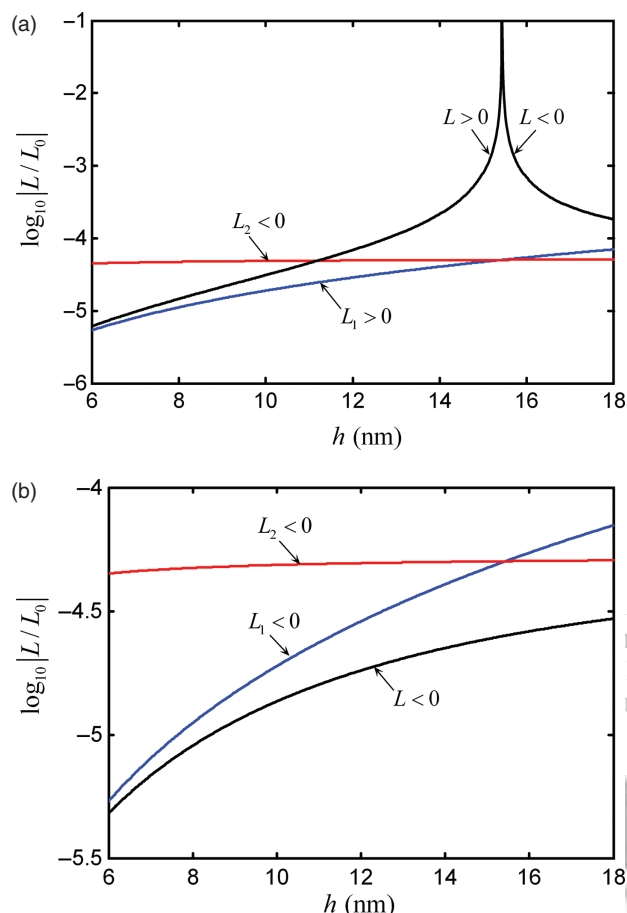 (a)
−1
−2
−3
−4
−5
−6
log₁₀|L/L₀|
L > 0
L < 0
L₂ < 0
L₁ > 0
6 8 10 12 14 16 18
h (nm)
(b)
−4
−4.5
−5
−5.5
log₁₀|L/L₀|
L₂ < 0
L₁ < 0
L < 0
6 8 10 12 14 16 18
h (nm)